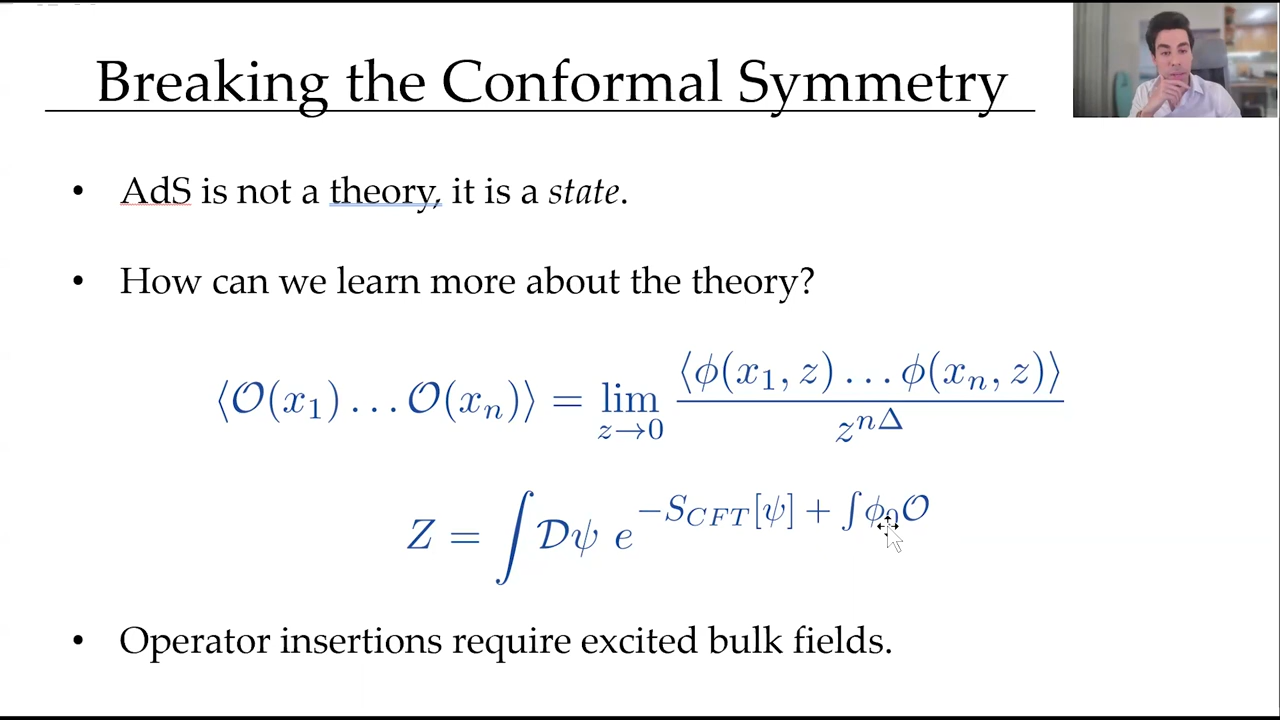 Breaking the Conformal Symmetry
• AdS is not a theory, it is a state.
• How can we learn more about the theory?
⟨𝒪(x₁) … 𝒪(xₙ)⟩ = lim_{z→0} ⟨ϕ(x₁, z) … ϕ(xₙ, z)⟩ / z^{nΔ}
Z = ∫ 𝒟ψ e^{−S_{CFT}[ψ] + ∫ ϕ₀𝒪}
• Operator insertions require excited bulk fields.